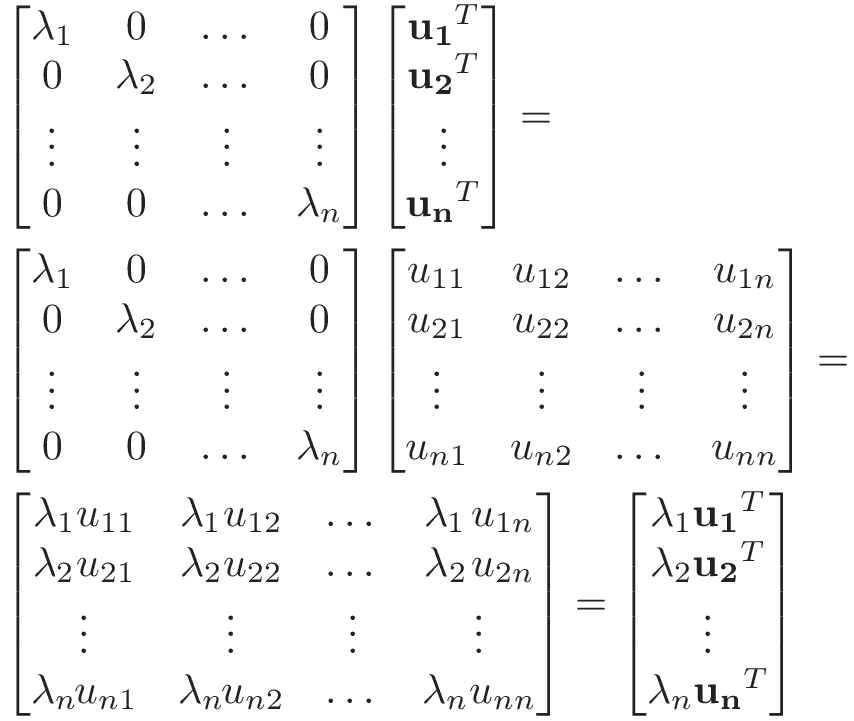 \begin{bmatrix} \lambda_1 & 0 & \dots & 0 \\ 0 & \lambda_2 & \dots & 0 \\ \vdots & \vdots & \vdots & \vdots \\ 0 & 0 & \dots & \lambda_n \end{bmatrix} \begin{bmatrix} \mathbf{u_1}^T \\ \mathbf{u_2}^T \\ \vdots \\ \mathbf{u_n}^T \end{bmatrix} =
\begin{bmatrix} \lambda_1 & 0 & \dots & 0 \\ 0 & \lambda_2 & \dots & 0 \\ \vdots & \vdots & \vdots & \vdots \\ 0 & 0 & \dots & \lambda_n \end{bmatrix} \begin{bmatrix} u_{11} & u_{12} & \dots & u_{1n} \\ u_{21} & u_{22} & \dots & u_{2n} \\ \vdots & \vdots & \vdots & \vdots \\ u_{n1} & u_{n2} & \dots & u_{nn} \end{bmatrix} =
\begin{bmatrix} \lambda_1 u_{11} & \lambda_1 u_{12} & \dots & \lambda_1 u_{1n} \\ \lambda_2 u_{21} & \lambda_2 u_{22} & \dots & \lambda_2 u_{2n} \\ \vdots & \vdots & \vdots & \vdots \\ \lambda_n u_{n1} & \lambda_n u_{n2} & \dots & \lambda_n u_{nn} \end{bmatrix} = \begin{bmatrix} \lambda_1 \mathbf{u_1}^T \\ \lambda_2 \mathbf{u_2}^T \\ \vdots \\ \lambda_n \mathbf{u_n}^T \end{bmatrix}